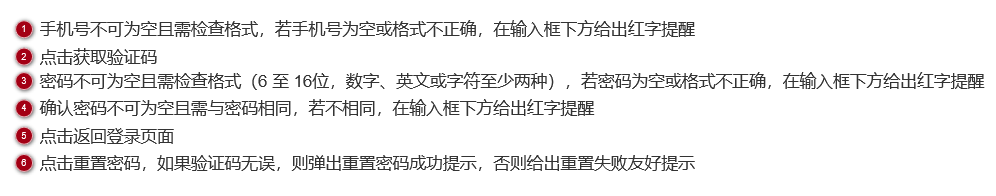 1 手机号不可为空且需检查格式，若手机号为空或格式不正确，在输入框下方给出红字提醒
2 点击获取验证码
3 密码不可为空且需检查格式（6 至 16位，数字、英文或字符至少两种），若密码为空或格式不正确，在输入框下方给出红字提醒
4 确认密码不可为空且需与密码相同，若不相同，在输入框下方给出红字提醒
5 点击返回登录页面
6 点击重置密码，如果验证码无误，则弹出重置密码成功提示，否则给出重置失败友好提示